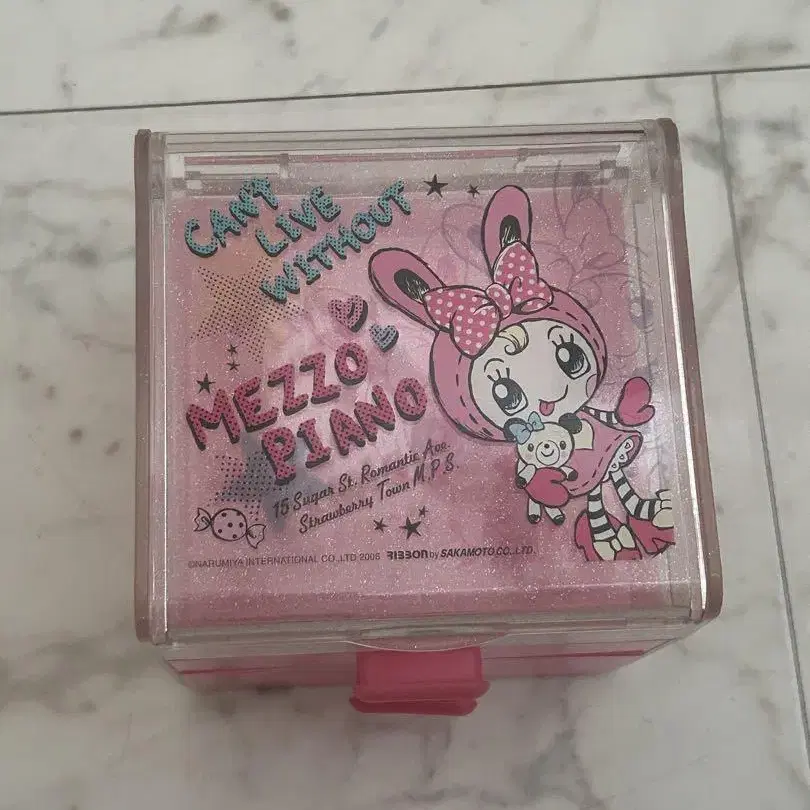 CAN'T
LIVE
WITHOUT
MEZZO
PIANO
15 Sugar St. Romantic Ave.
Strawberry Town M.P.S.
©NARUMIYA INTERNATIONAL CO.,LTD 2006 RIBBON by SAKAMOTO CO.,LTD.